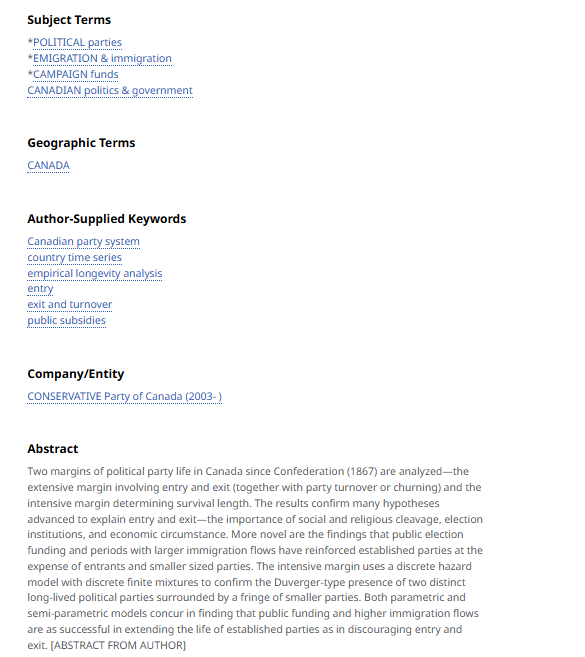 Subject Terms
*POLITICAL parties
*EMIGRATION & immigration
*CAMPAIGN funds
CANADIAN politics & government
Geographic Terms
CANADA
Author-Supplied Keywords
Canadian party system
country time series
empirical longevity analysis
entry
exit and turnover
public subsidies
Company/Entity
CONSERVATIVE Party of Canada (2003- )
Abstract
Two margins of political party life in Canada since Confederation (1867) are analyzed—the
extensive margin involving entry and exit (together with party turnover or churning) and the
intensive margin determining survival length. The results confirm many hypotheses
advanced to explain entry and exit—the importance of social and religious cleavage, election
institutions, and economic circumstance. More novel are the findings that public election
funding and periods with larger immigration flows have reinforced established parties at the
expense of entrants and smaller sized parties. The intensive margin uses a discrete hazard
model with discrete finite mixtures to confirm the Duverger-type presence of two distinct
long-lived political parties surrounded by a fringe of smaller parties. Both parametric and
semi-parametric models concur in finding that public funding and higher immigration flows
are as successful in extending the life of established parties as in discouraging entry and
exit. [ABSTRACT FROM AUTHOR]